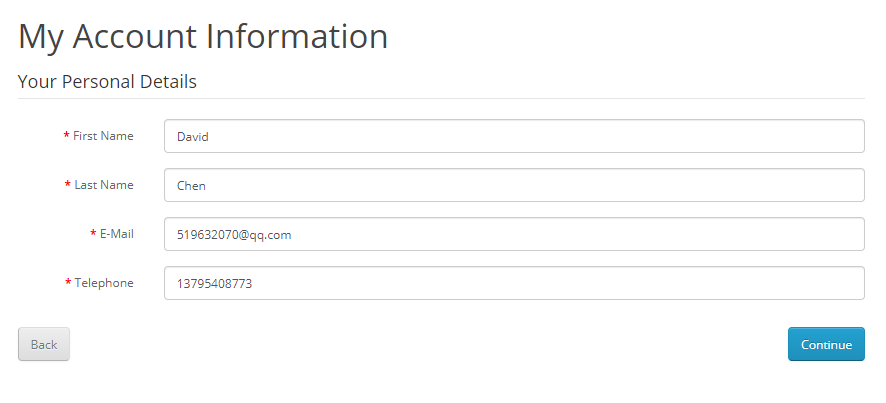 My Account Information
Your Personal Details
* First Name David
* Last Name Chen
* E-Mail 519632070@qq.com
* Telephone 13795408773
Back Continue